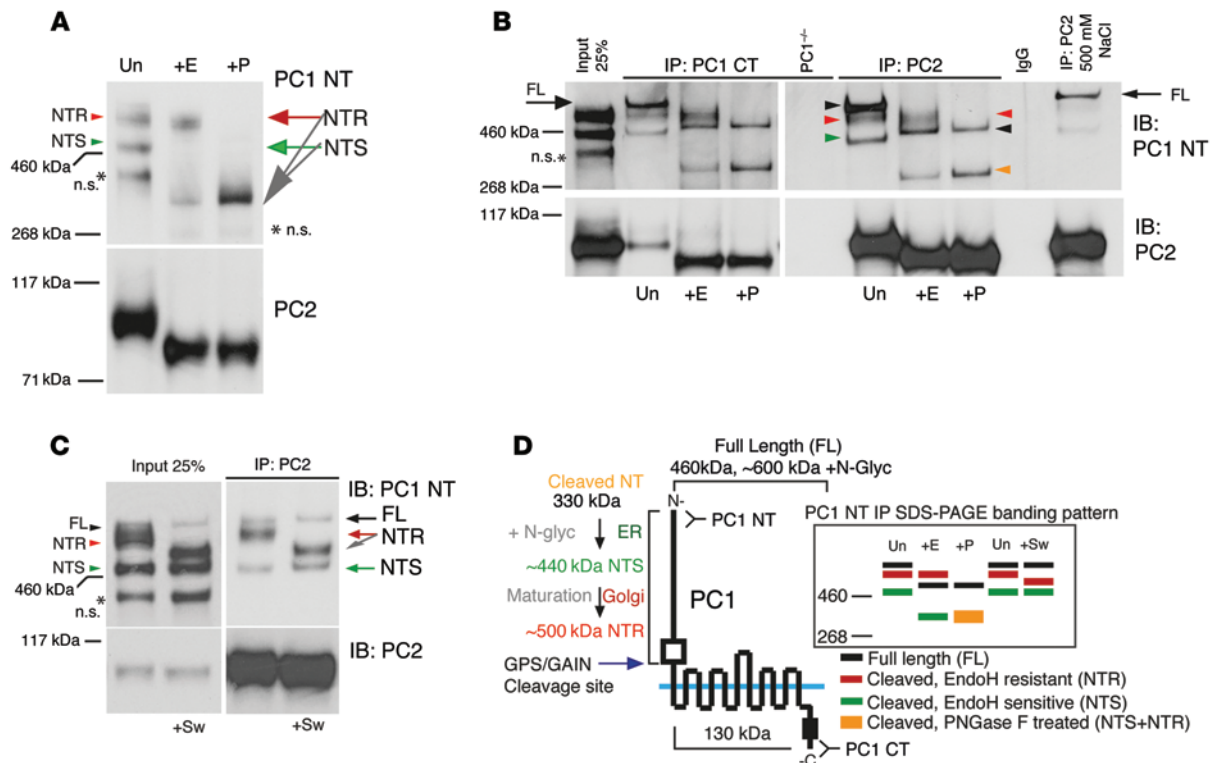 A
Un +E +P
PC1 NT
NTR NTR
NTS NTS
460 kDa
n.s.*
* n.s.
268 kDa
117 kDa
PC2
71 kDa
B
Input 25%
IP: PC1 CT
PC1-/-
IP: PC2
IgG
IP: PC2 500 mM NaCl
FL FL
460 kDa
IB: PC1 NT
n.s.*
268 kDa
117 kDa
IB: PC2
Un +E +P Un +E +P
C
Input 25% IP: PC2
IB: PC1 NT
FL FL
NTR NTR
NTS NTS
460 kDa
*
n.s.
117 kDa
IB: PC2
+Sw +Sw
D
Full Length (FL)
460kDa, ~600 kDa +N-Glyc
Cleaved NT
330 kDa
N-
PC1 NT
+ N-glyc ER
~440 kDa NTS
Maturation Golgi
~500 kDa NTR
PC1
GPS/GAIN
Cleavage site
130 kDa
-C
PC1 CT
PC1 NT IP SDS-PAGE banding pattern
Un +E +P Un +Sw
460
268
Full length (FL)
Cleaved, EndoH resistant (NTR)
Cleaved, EndoH sensitive (NTS)
Cleaved, PNGase F treated (NTS+NTR)